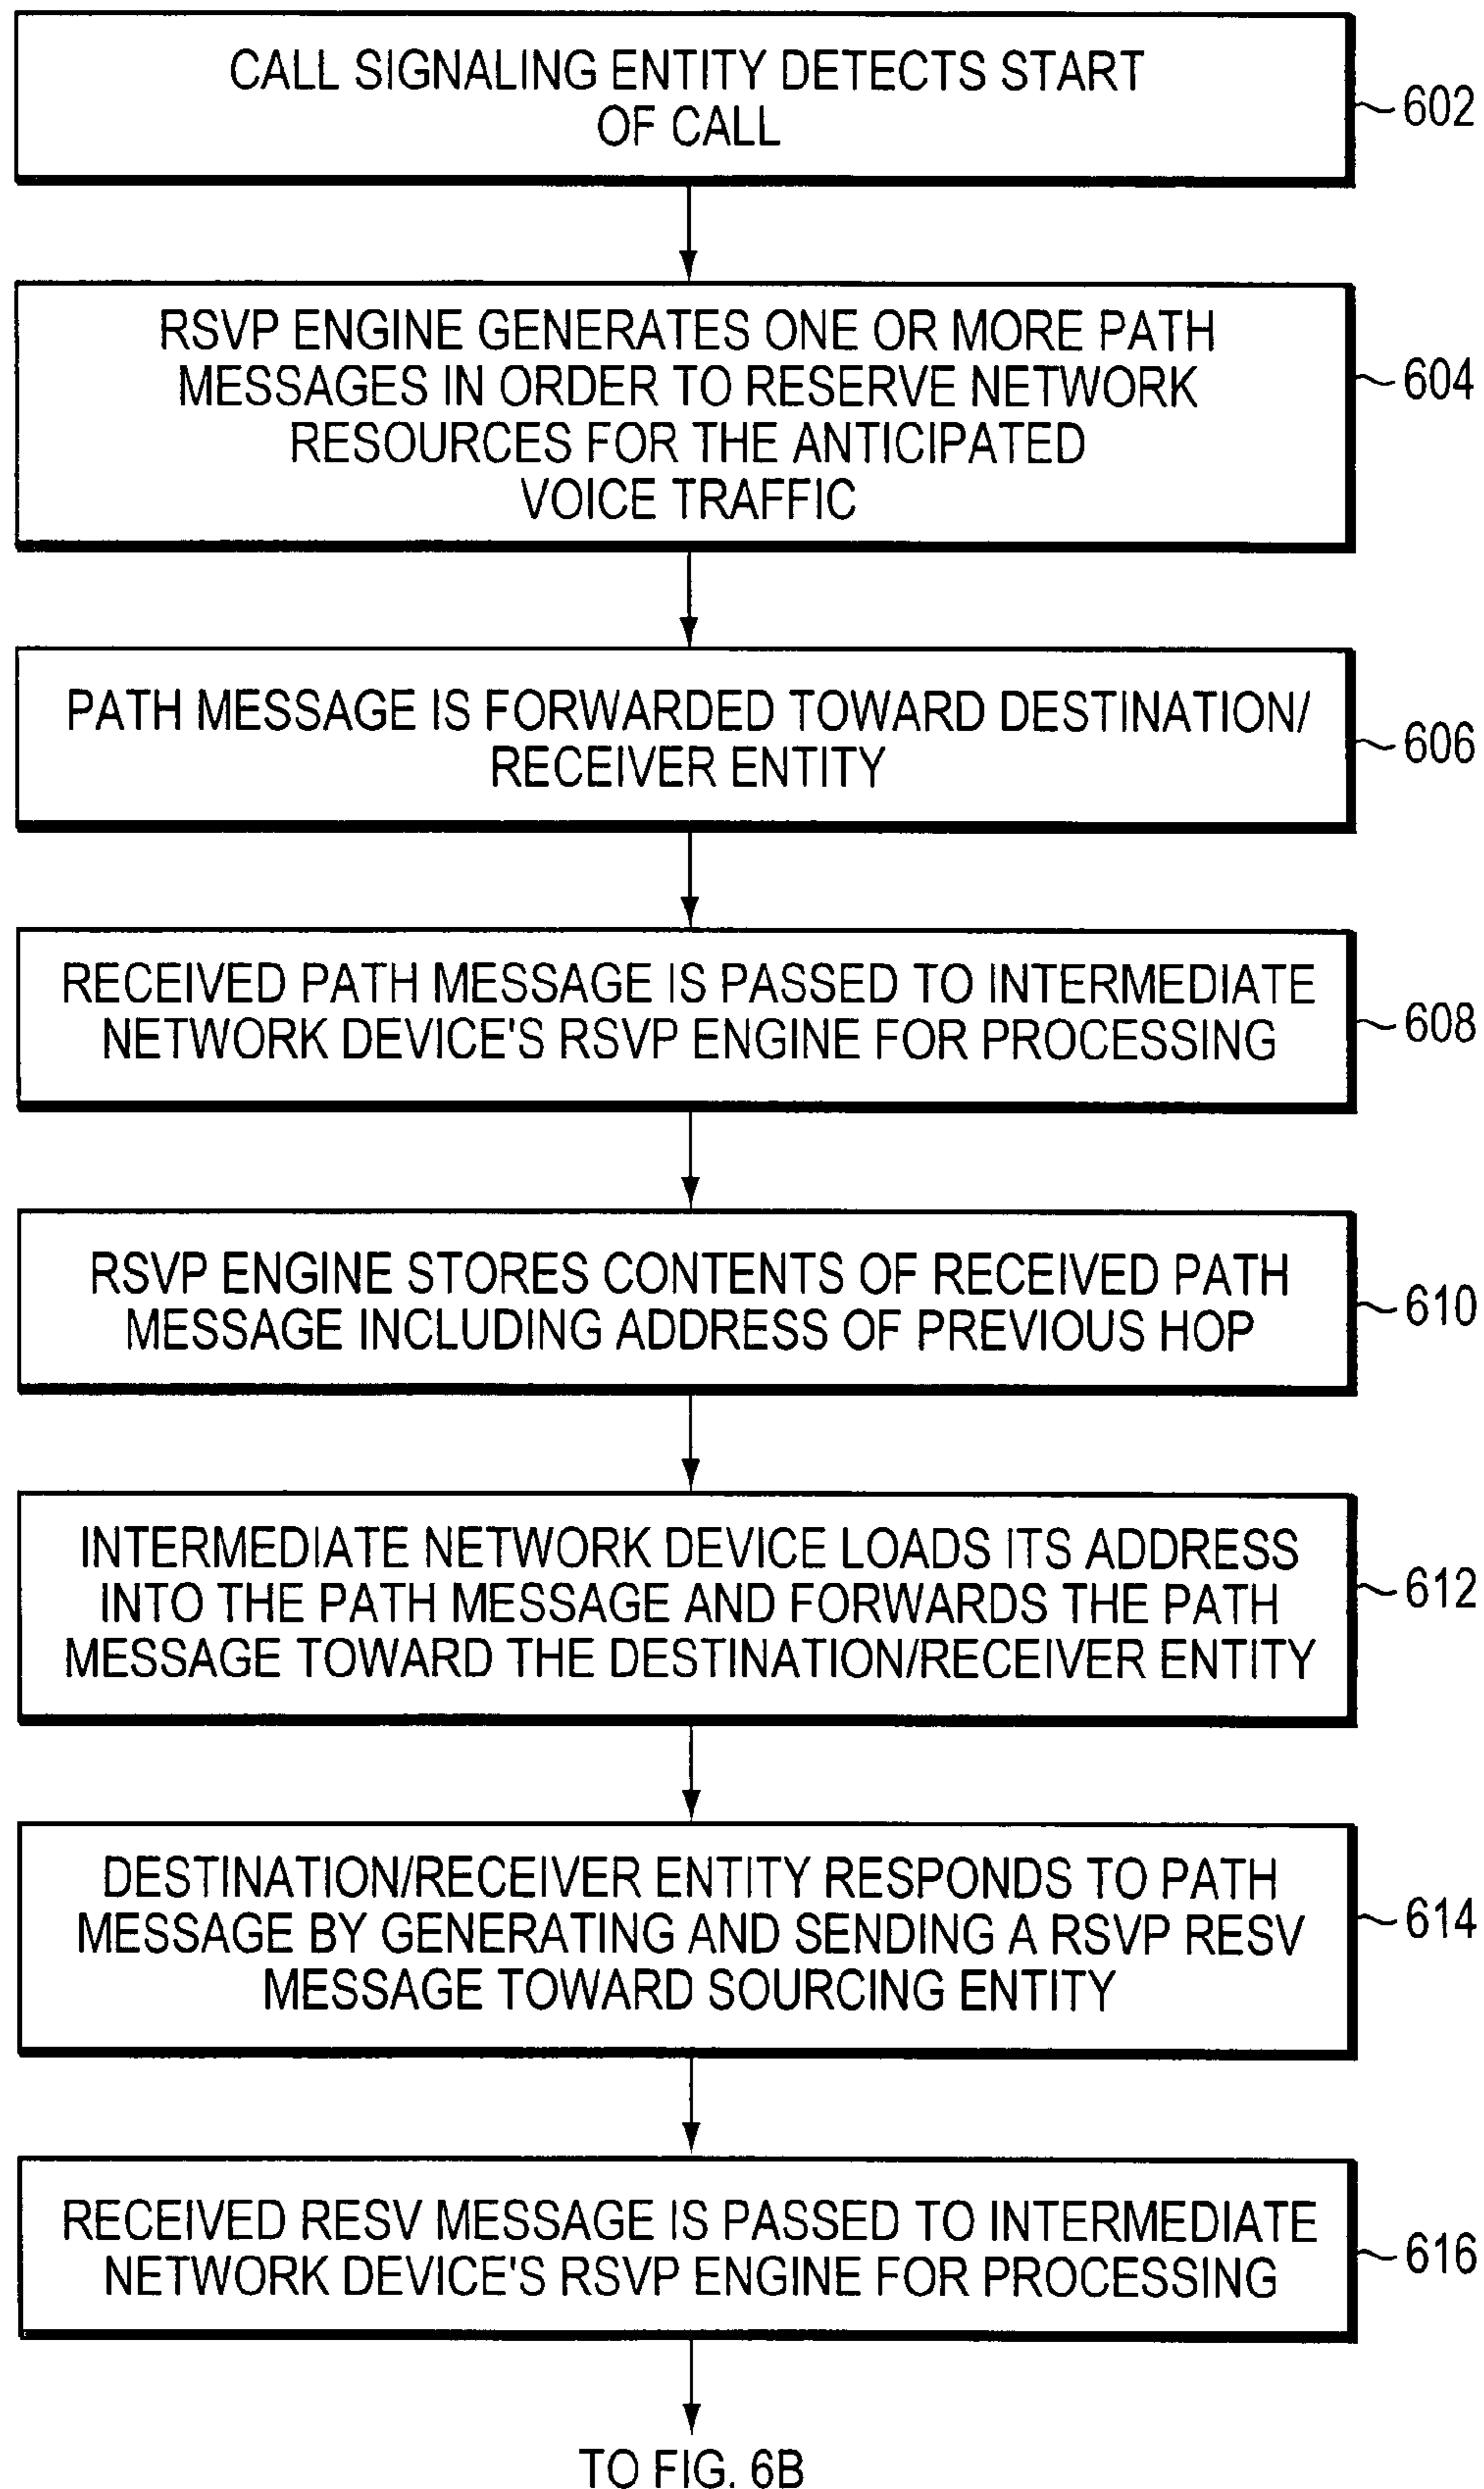 CALL SIGNALING ENTITY DETECTS START
OF CALL
602
RSVP ENGINE GENERATES ONE OR MORE PATH
MESSAGES IN ORDER TO RESERVE NETWORK
RESOURCES FOR THE ANTICIPATED
VOICE TRAFFIC
604
PATH MESSAGE IS FORWARDED TOWARD DESTINATION/
RECEIVER ENTITY
606
RECEIVED PATH MESSAGE IS PASSED TO INTERMEDIATE
NETWORK DEVICE'S RSVP ENGINE FOR PROCESSING
608
RSVP ENGINE STORES CONTENTS OF RECEIVED PATH
MESSAGE INCLUDING ADDRESS OF PREVIOUS HOP
610
INTERMEDIATE NETWORK DEVICE LOADS ITS ADDRESS
INTO THE PATH MESSAGE AND FORWARDS THE PATH
MESSAGE TOWARD THE DESTINATION/RECEIVER ENTITY
612
DESTINATION/RECEIVER ENTITY RESPONDS TO PATH
MESSAGE BY GENERATING AND SENDING A RSVP RESV
MESSAGE TOWARD SOURCING ENTITY
614
RECEIVED RESV MESSAGE IS PASSED TO INTERMEDIATE
NETWORK DEVICE'S RSVP ENGINE FOR PROCESSING
616
TO FIG. 6B